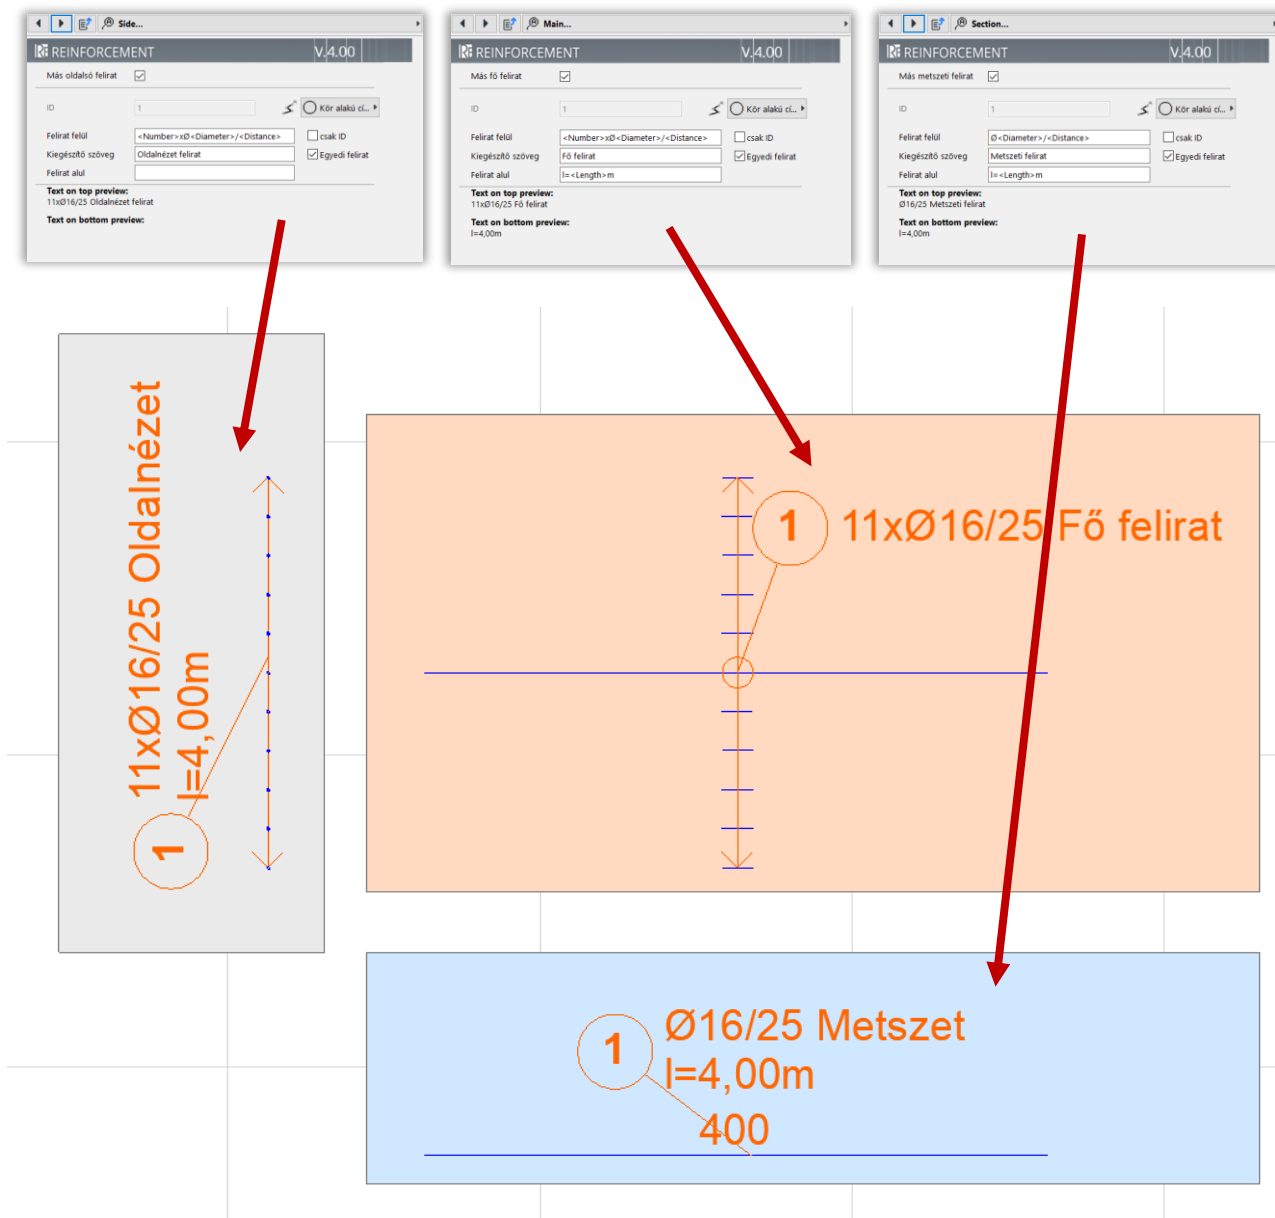 Side...
REINFORCEMENT V.4.00
Más oldalsó felirat
ID 1 Kör alakú cí...
Felirat felül <Number>xØ<Diameter>/<Distance> csak ID
Kiegészítő szöveg Oldalnézet felirat Egyedi felirat
Felirat alul
Text on top preview:
11xØ16/25 Oldalnézet felirat
Text on bottom preview:
Main...
REINFORCEMENT V.4.00
Más fő felirat
ID 1 Kör alakú cí...
Felirat felül <Number>xØ<Diameter>/<Distance> csak ID
Kiegészítő szöveg Fő felirat Egyedi felirat
Felirat alul l=<Length>m
Text on top preview:
11xØ16/25 Fő felirat
Text on bottom preview:
l=4,00m
Section...
REINFORCEMENT V.4.00
Más metszeti felirat
ID 1 Kör alakú cí...
Felirat felül Ø<Diameter>/<Distance> csak ID
Kiegészítő szöveg Metszeti felirat Egyedi felirat
Felirat alul l=<Length>m
Text on top preview:
Ø16/25 Metszeti felirat
Text on bottom preview:
l=4,00m
11xØ16/25 Oldalnézet
l=4,00m
1
1 11xØ16/25 Fő felirat
1 Ø16/25 Metszet
l=4,00m
400